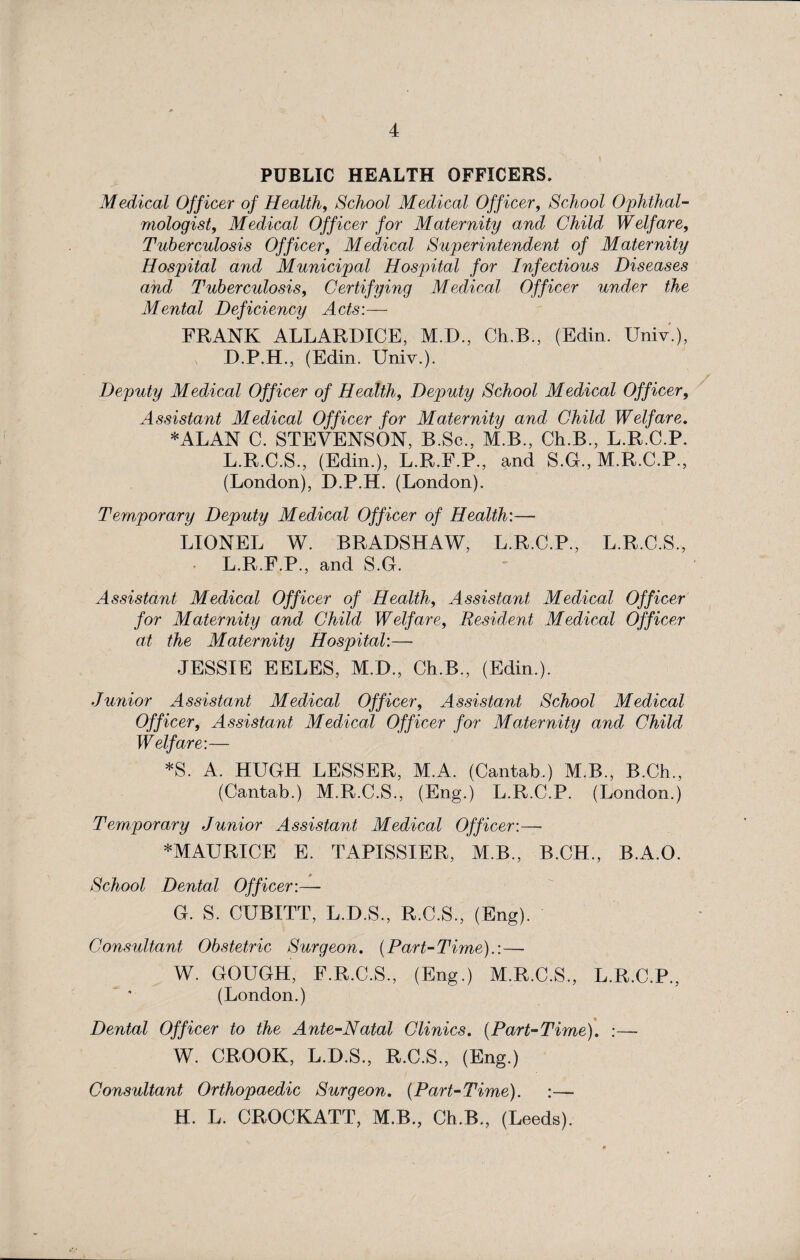 4
PUBLIC HEALTH OFFICERS.
Medical Officer of Health, School Medical Officer, School Ophthal-
mologist, Medical Officer for Maternity and Child Welfare,
Tuberculosis Officer, Medical Superintendent of Maternity
Hospital and Municipal Hospital for Infectious Diseases
and Tuberculosis, Certifying Medical Officer under the
Mental Deficiency Acts:—
FRANK ALLARDICE, M.D., Ch.B., (Edin. Univ.),
D.P.H., (Edin. Univ.).
Deputy Medical Officer of Health, Deputy School Medical Officer,
Assistant Medical Officer for Maternity and Child Welfare.
*ALAN C. STEVENSON, B.Sc., M.B., Ch.B., L.R.C.P.
L.R.C.S., (Edin.), L.R.F.P., and S.G., M.R.C.P.,
(London), D.P.H. (London).
Temporary Deputy Medical Officer of Health:—
LIONEL W. BRADSHAW, L.R.C.P., L.R.C.S.,
L.R.F.P., and S.G.
Assistant Medical Officer of Health, Assistant Medical Officer
for Maternity and Child Welfare, Resident Medical Officer
at the Maternity Hospital:—
JESSIE EELES, M.D., Ch.B., (Edin.).
Junior Assistant Medical Officer, Assistant School Medical
Officer, Assistant Medical Officer for Maternity and Child
Welfare:—
*S. A. HUGH LESSER, M.A. (Cantab.) M.B., B.Ch.,
(Cantab.) M.R.C.S., (Eng.) L.R.C.P. (London.)
Temporary Junior Assistant Medical Officer:—
*MAURICE E. TAPISSIER, M.B., B.CH., B.A.O.
School Dental Officer:—
G. S. CUBITT, L.D.S., R.C.S., (Eng).
Consultant Obstetric Surgeon. (Part-Time).:—
W. GOUGH, F.R.C.S., (Eng.) M.R.C.S., L.R.C.P.,
(London.)
Dental Officer to the Ante-Natal Clinics. (Part-Time). :—
W. CROOK, L.D.S., R.C.S., (Eng.)
Consultant Orthopaedic Surgeon. (Part-Time). :—
H. L. CROCKATT, M.B., Ch.B., (Leeds).